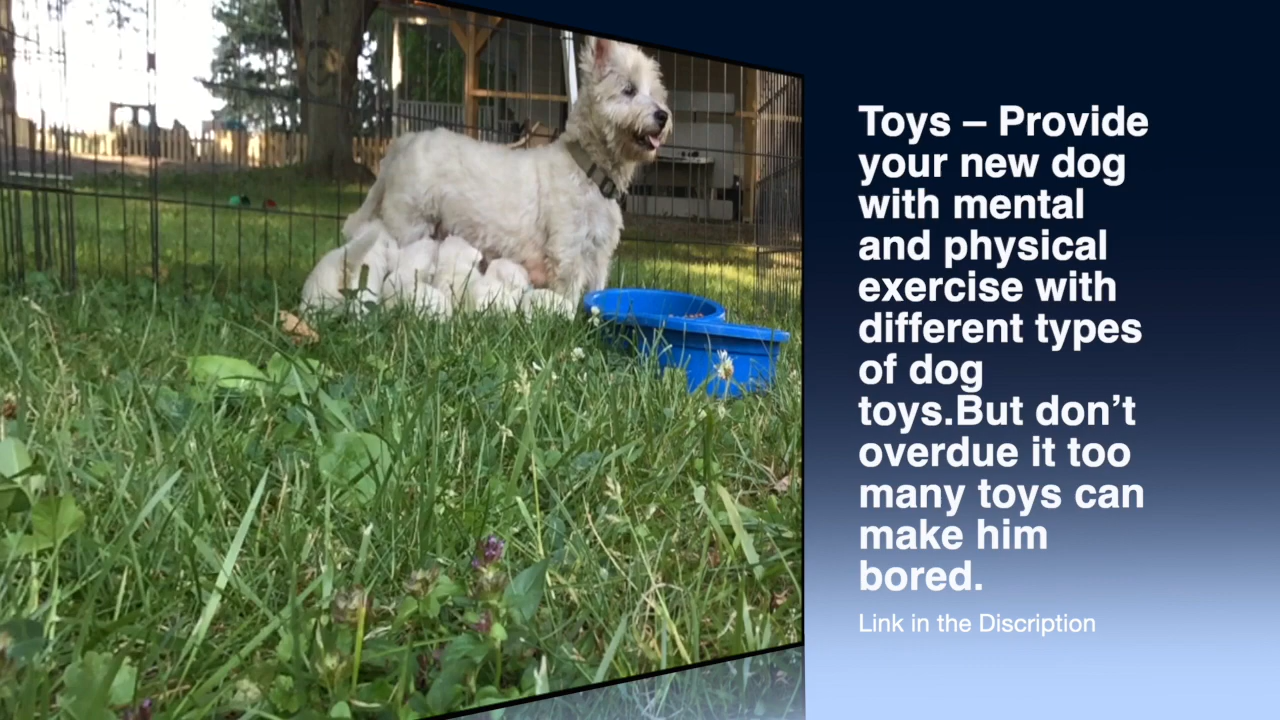 Toys – Provide
your new dog
with mental
and physical
exercise with
different types
of dog
toys.But don’t
overdue it too
many toys can
make him
bored.
Link in the Discription